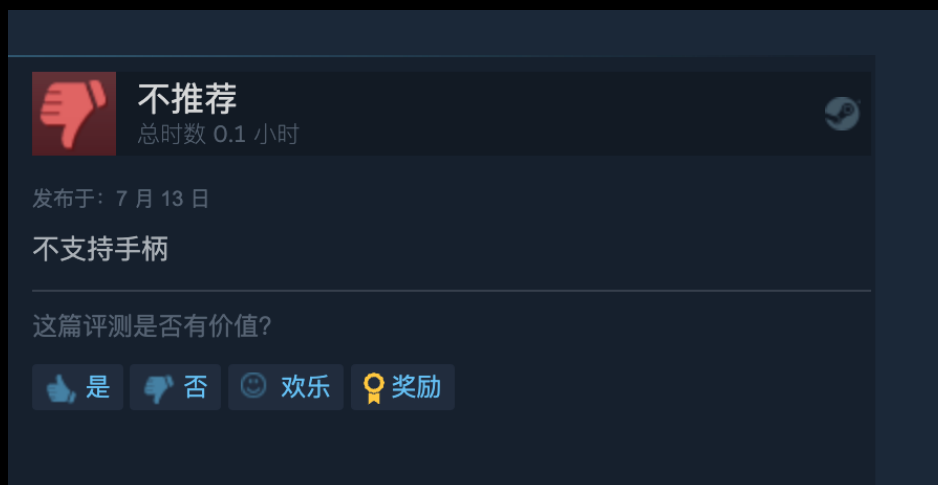 不推荐
总时数 0.1 小时
发布于：7 月 13 日
不支持手柄
这篇评测是否有价值?
是 否 欢乐 奖励